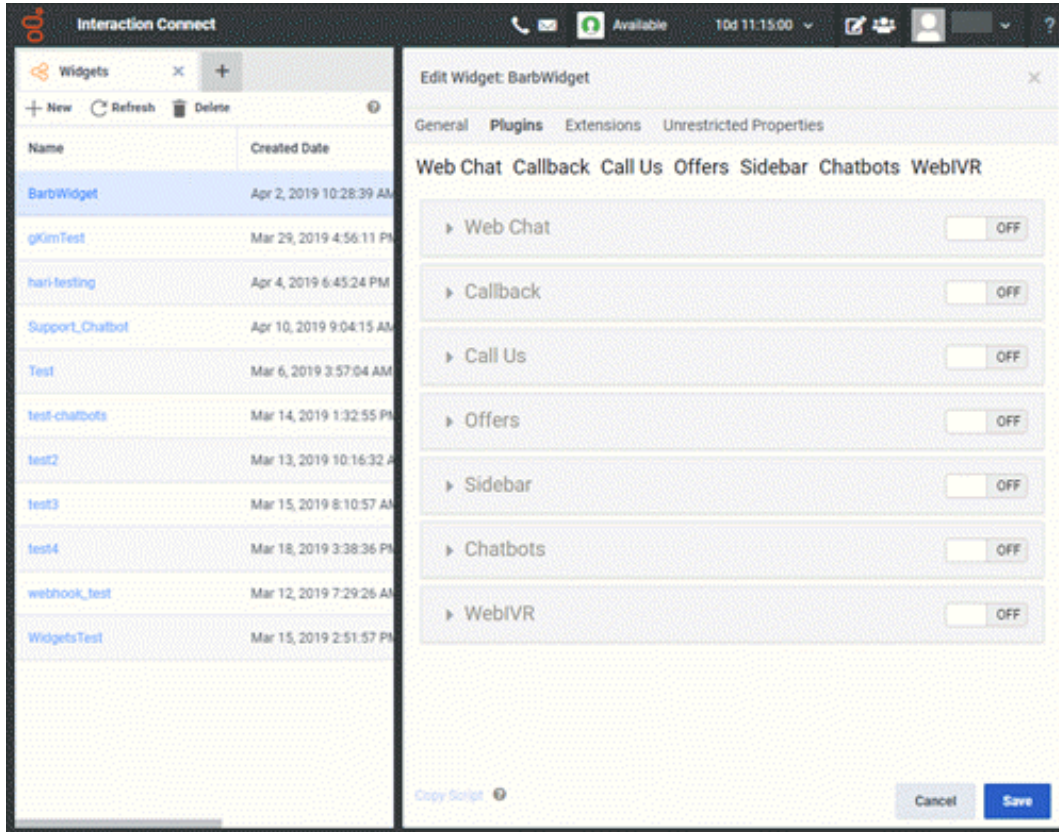 Interaction Connect
Available 10d 11:15:00 ?
Widgets × +
New Refresh Delete
Name Created Date
BarbWidget Apr 2, 2019 10:28:39 AM
gKimTest Mar 29, 2019 4:56:11 PM
hari-testing Apr 4, 2019 6:45:24 PM
Support_Chatbot Apr 10, 2019 9:04:15 AM
Test Mar 6, 2019 3:57:04 AM
test-chatbots Mar 14, 2019 1:32:55 PM
test2 Mar 13, 2019 10:16:32 A
test3 Mar 15, 2019 8:10:57 AM
test4 Mar 18, 2019 3:38:36 PM
webhook_test Mar 12, 2019 7:29:26 AM
WidgetsTest Mar 15, 2019 2:51:57 PM
Edit Widget: BarbWidget ×
General Plugins Extensions Unrestricted Properties
Web Chat Callback Call Us Offers Sidebar Chatbots WebIVR
Web Chat OFF
Callback OFF
Call Us OFF
Offers OFF
Sidebar OFF
Chatbots OFF
WebIVR OFF
Copy Script
Cancel Save